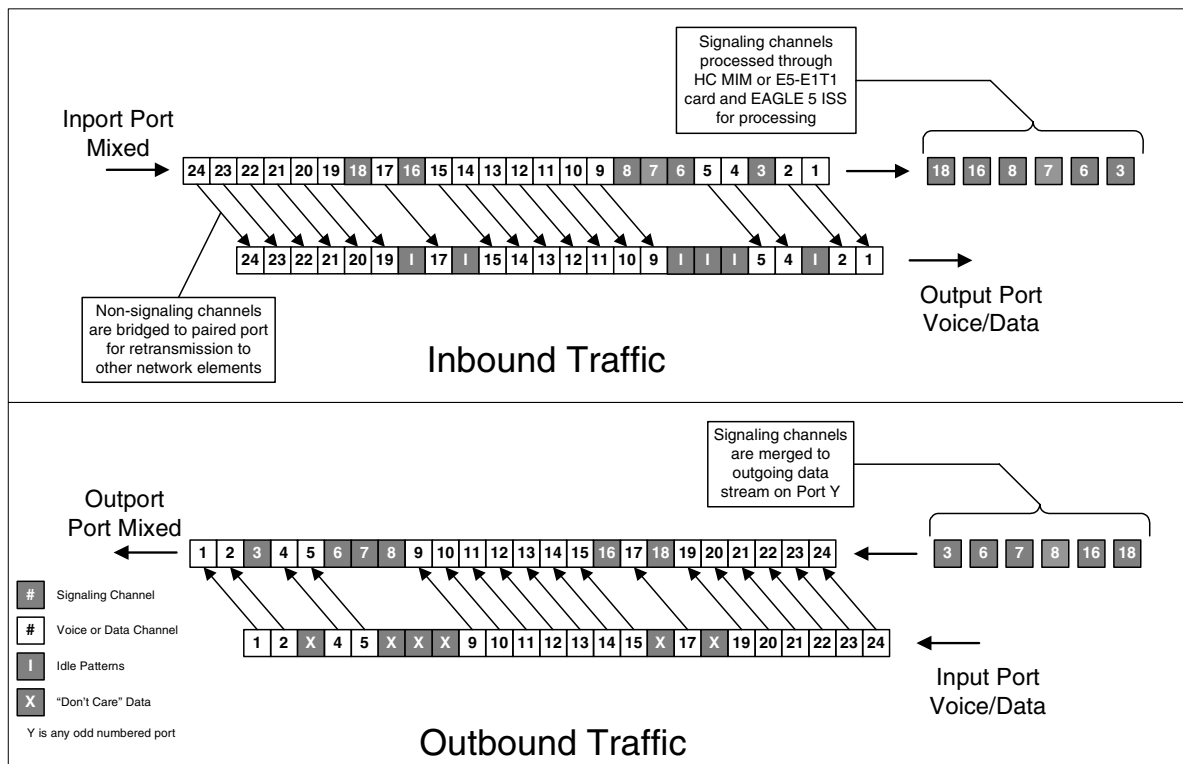 Signaling channels
processed through
HC MIM or E5-E1T1
card and EAGLE 5 ISS
for processing
Inport Port
Mixed
24 23 22 21 20 19 18 17 16 15 14 13 12 11 10 9 8 7 6 5 4 3 2 1
18 16 8 7 6 3
24 23 22 21 20 19 I 17 I 15 14 13 12 11 10 9 I I I 5 4 I 2 1
Output Port
Voice/Data
Non-signaling channels
are bridged to paired port
for retransmission to
other network elements
Inbound Traffic
Signaling channels
are merged to
outgoing data
stream on Port Y
Outport
Port Mixed
1 2 3 4 5 6 7 8 9 10 11 12 13 14 15 16 17 18 19 20 21 22 23 24
3 6 7 8 16 18
# Signaling Channel
# Voice or Data Channel
I Idle Patterns
X "Don't Care" Data
Y is any odd numbered port
1 2 X 4 5 X X X 9 10 11 12 13 14 15 X 17 X 19 20 21 22 23 24
Input Port
Voice/Data
Outbound Traffic